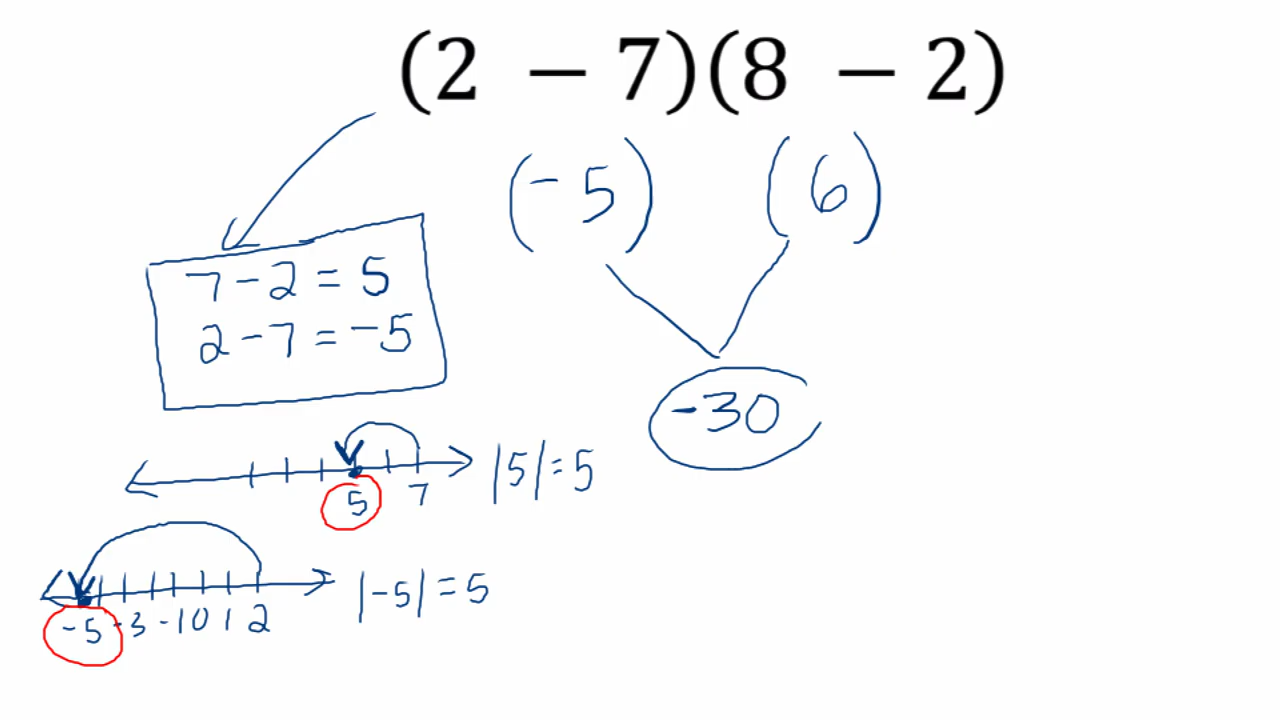 (2 − 7)(8 − 2)
(-5) (6)
7-2 = 5
2-7 = -5
-30
5 7 |5|=5
-5 -3 -1 0 1 2 |-5| = 5